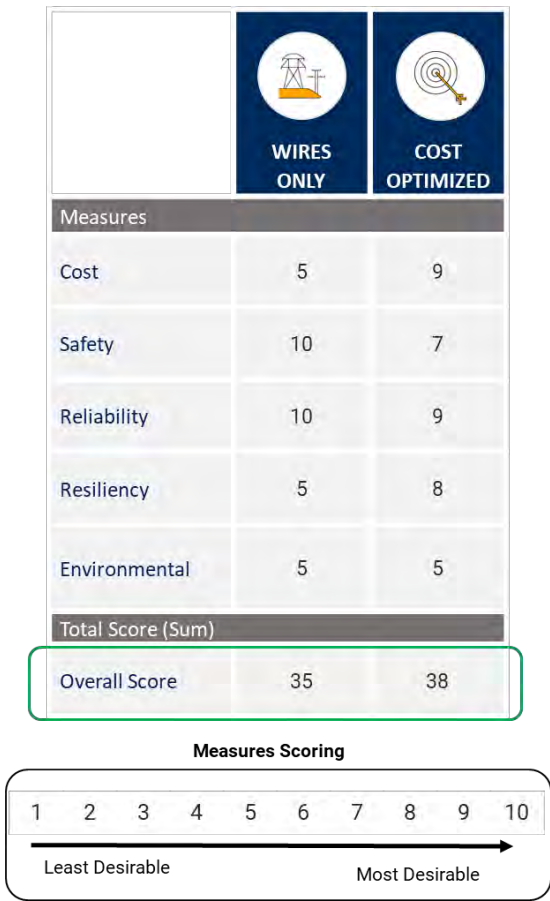 WIRES
ONLY
COST
OPTIMIZED
Measures
Cost 5 9
Safety 10 7
Reliability 10 9
Resiliency 5 8
Environmental 5 5
Total Score (Sum)
Overall Score 35 38
Measures Scoring
1 2 3 4 5 6 7 8 9 10
Least Desirable Most Desirable